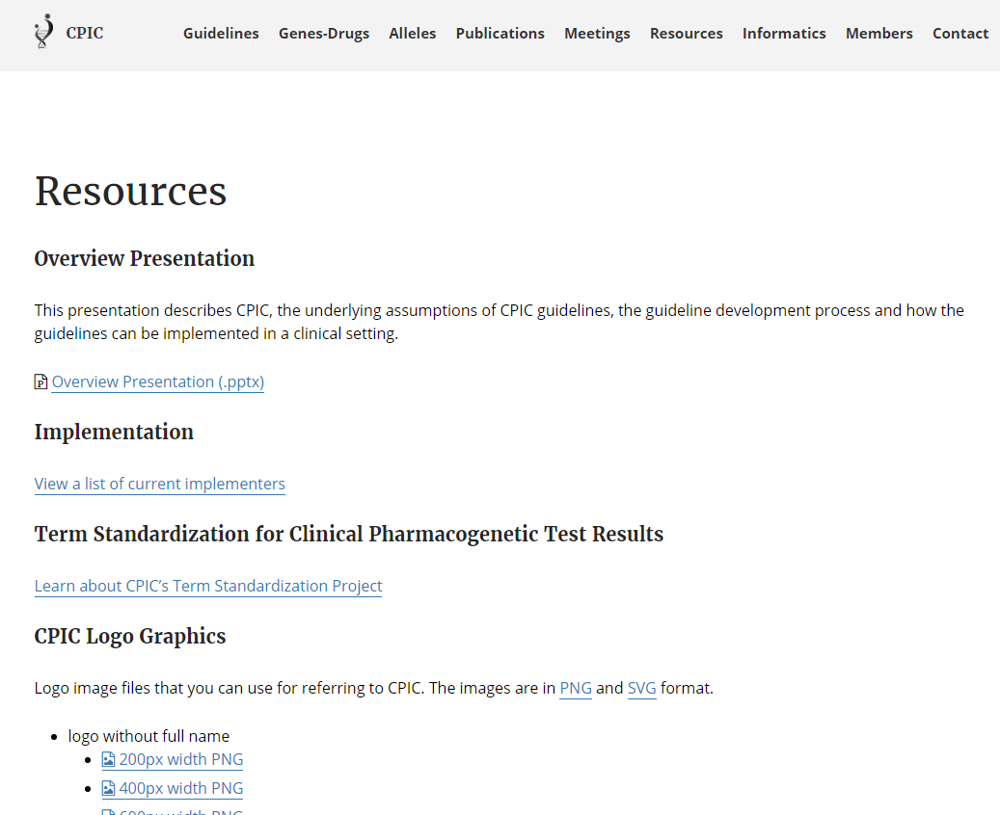 CPIC
Guidelines Genes-Drugs Alleles Publications Meetings Resources Informatics Members Contact
Resources
Overview Presentation
This presentation describes CPIC, the underlying assumptions of CPIC guidelines, the guideline development process and how the
guidelines can be implemented in a clinical setting.
Overview Presentation (.pptx)
Implementation
View a list of current implementers
Term Standardization for Clinical Pharmacogenetic Test Results
Learn about CPIC’s Term Standardization Project
CPIC Logo Graphics
Logo image files that you can use for referring to CPIC. The images are in PNG and SVG format.
logo without full name
200px width PNG
400px width PNG
600px width PNG